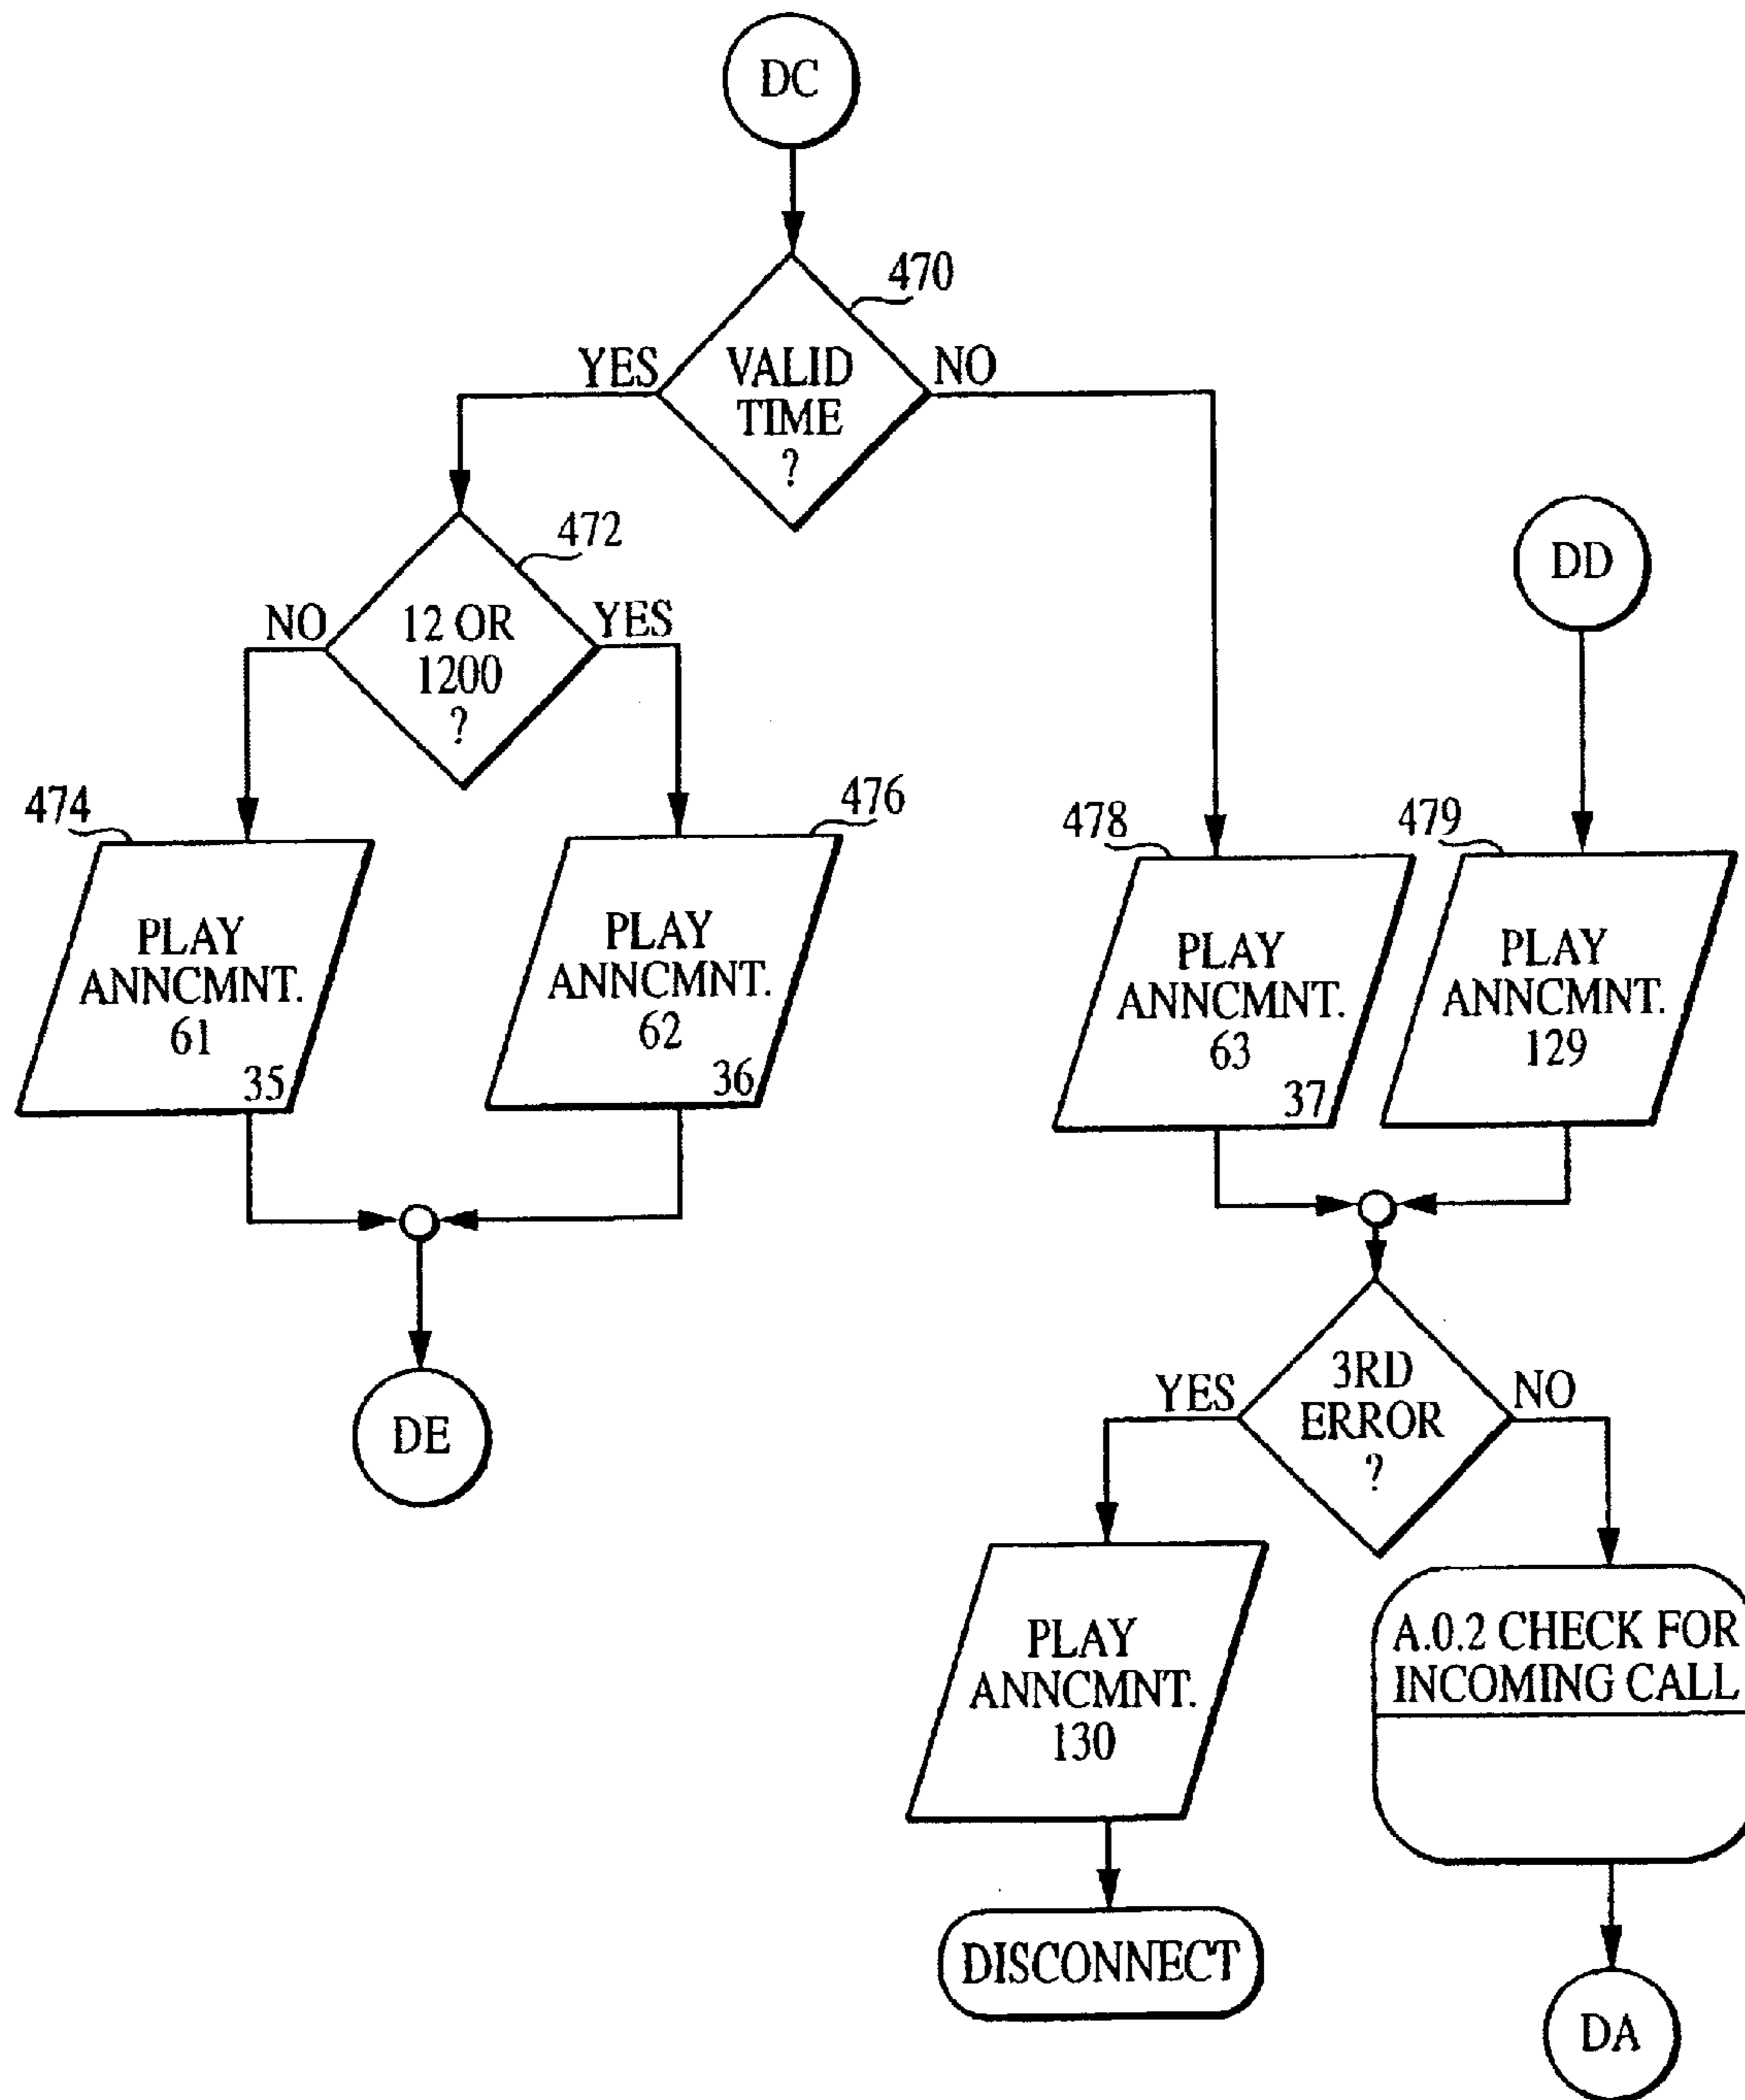 DC
470
YES
VALID
TIME
?
NO
472
NO
12 OR
1200
?
YES
DD
474
PLAY
ANNCMNT.
61
35
476
PLAY
ANNCMNT.
62
36
478
PLAY
ANNCMNT.
63
37
479
PLAY
ANNCMNT.
129
DE
YES
3RD
ERROR
?
NO
PLAY
ANNCMNT.
130
A.0.2 CHECK FOR
INCOMING CALL
DISCONNECT
DA